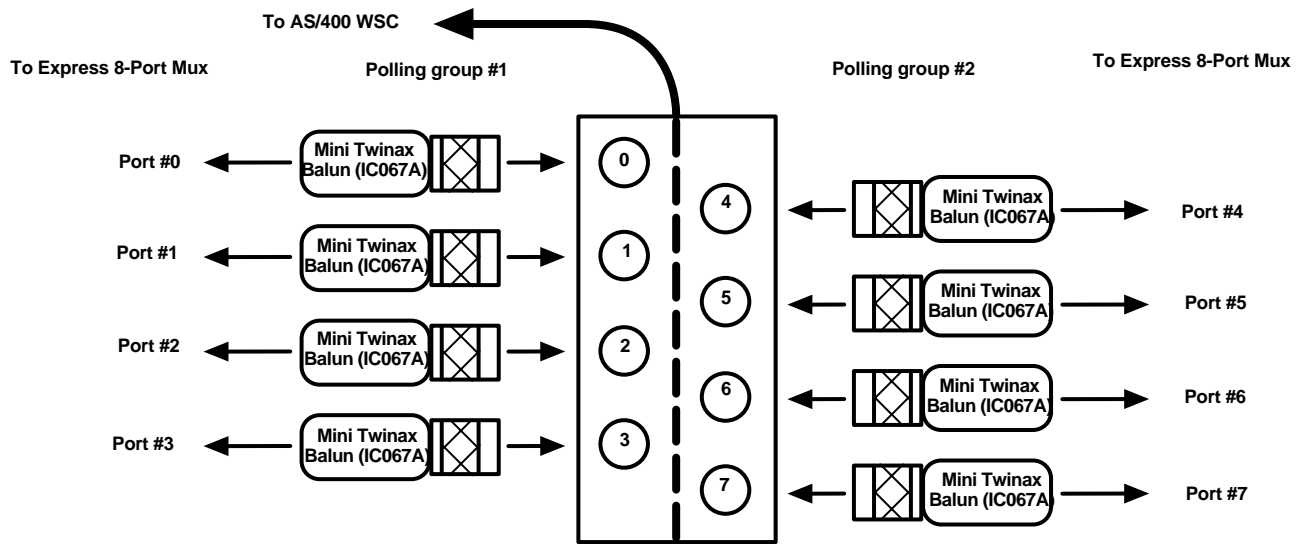 To AS/400 WSC
To Express 8-Port Mux
Polling group #1
Polling group #2
To Express 8-Port Mux
Port #0
Mini Twinax
Balun (IC067A)
0
4
Mini Twinax
Balun (IC067A)
Port #4
Port #1
Mini Twinax
Balun (IC067A)
1
5
Mini Twinax
Balun (IC067A)
Port #5
Port #2
Mini Twinax
Balun (IC067A)
2
6
Mini Twinax
Balun (IC067A)
Port #6
Port #3
Mini Twinax
Balun (IC067A)
3
7
Mini Twinax
Balun (IC067A)
Port #7